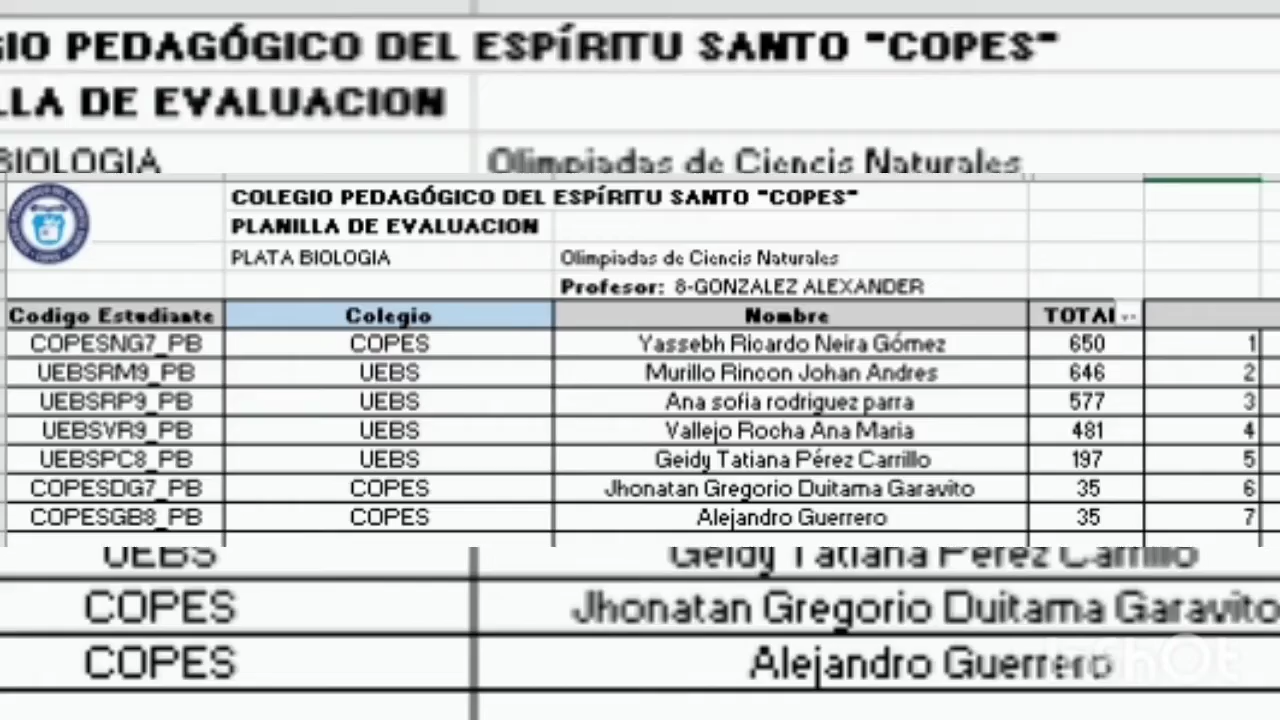 IO PEDAGÓGICO DEL ESPÍRITU SANTO "COPES"
LLA DE EVALUACION
BIOLOGIA Olimpiadas de Ciencis Naturales
COLEGIO PEDAGÓGICO DEL ESPÍRITU SANTO "COPES"
PLANILLA DE EVALUACION
PLATA BIOLOGIA Olimpiadas de Ciencis Naturales
Profesor: 8-GONZALEZ ALEXANDER
Codigo Estudiante Colegio Nombre TOTAL
COPESNG7_PB COPES Yassebh Ricardo Neira Gómez 650 1
UEBSRM9_PB UEBS Murillo Rincon Johan Andres 646 2
UEBSRP9_PB UEBS Ana sofia rodriguez parra 577 3
UEBSVR9_PB UEBS Vallejo Rocha Ana Maria 481 4
UEBSPC8_PB UEBS Geidy Tatiana Pérez Carrillo 197 5
COPESDG7_PB COPES Jhonatan Gregorio Duitama Garavito 35 6
COPESGB8_PB COPES Alejandro Guerrero 35 7
UEBS Geidy Tatiana Pérez Carrillo
COPES Jhonatan Gregorio Duitama Garavito
COPES Alejandro Guerrero